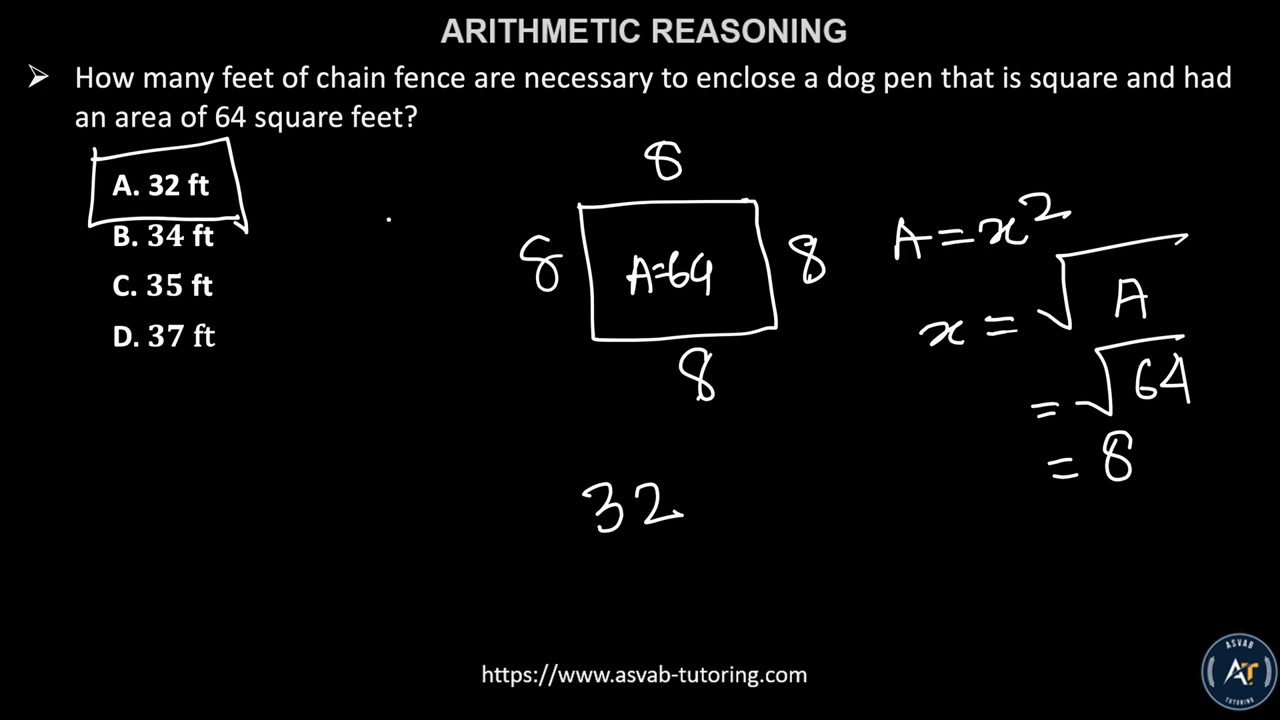 ARITHMETIC REASONING
➤ How many feet of chain fence are necessary to enclose a dog pen that is square and had
an area of 64 square feet?
A. 32 ft
B. 34 ft
C. 35 ft
D. 37 ft
8
8
A=64
8
8
32
A = x²
x = √A
= √64
= 8
https://www.asvab-tutoring.com
ASVAB
AT
TUTORING